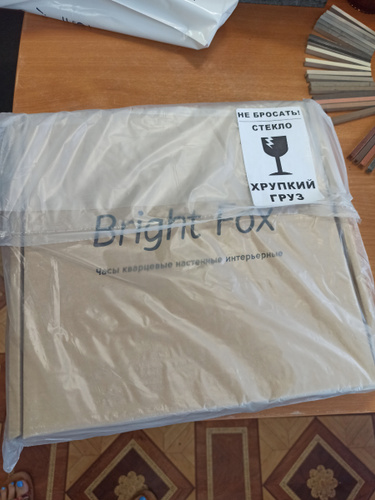 НЕ БРОСАТЬ!
СТЕКЛО
ХРУПКИЙ
ГРУЗ
Bright Fox
Часы кварцевые настенные интерьерные